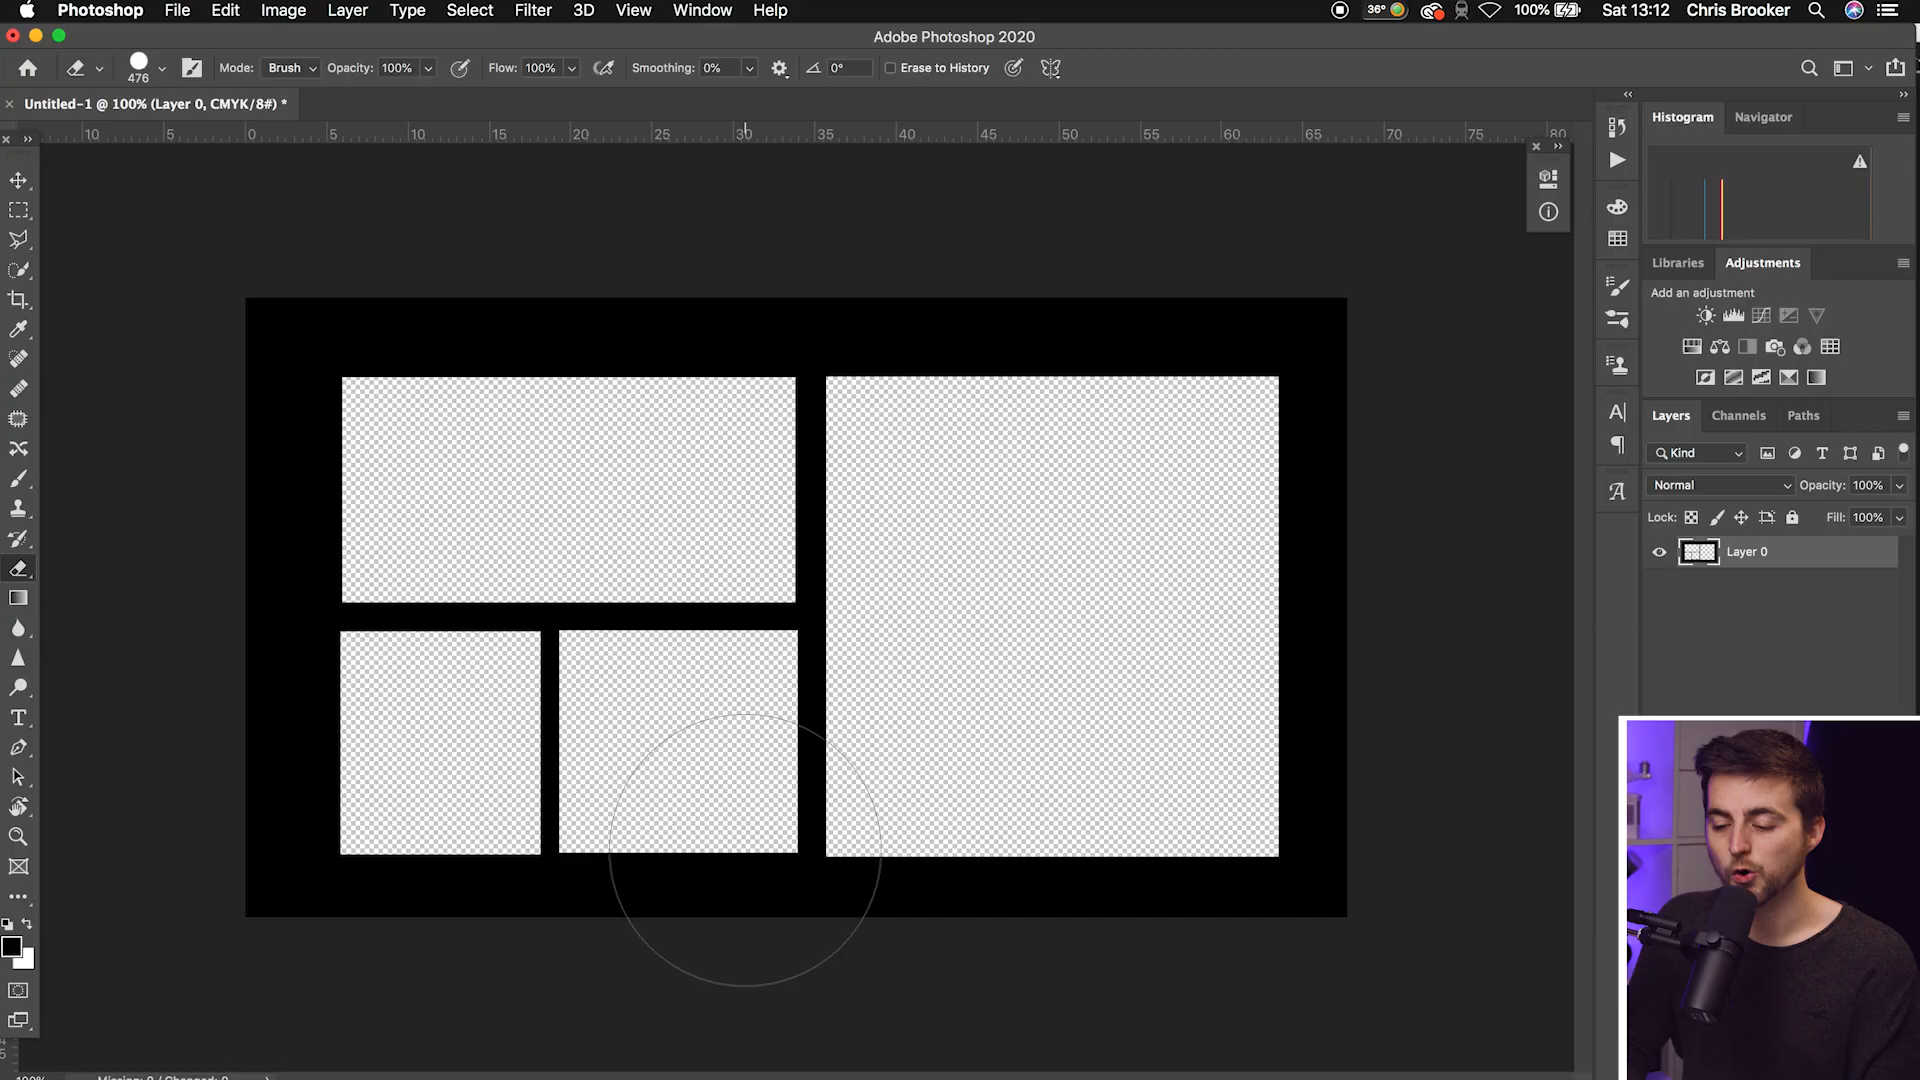 Photoshop File Edit Image Layer Type Select Filter 3D View Window Help 36° 100% Sat 13:12 Chris Brooker
Adobe Photoshop 2020
476 Mode: Brush Opacity: 100% Flow: 100% Smoothing: 0% 0° Erase to History
Untitled-1 @ 100% (Layer 0, CMYK/8#) *
10 5 0 5 10 15 20 25 30 35 40 45 50 55 60 65 70 75 80
Histogram Navigator
Libraries Adjustments
Add an adjustment
Layers Channels Paths
Kind
Normal Opacity: 100%
Lock: Fill: 100%
Layer 0